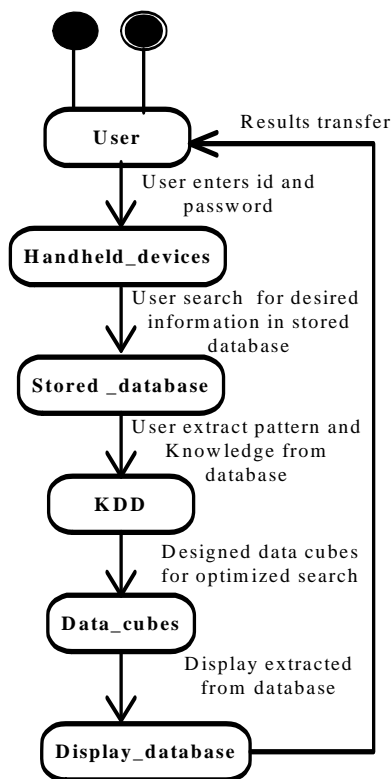 Results transfer
User
User enters id and
password
Handheld_devices
User search for desired
information in stored
database
Stored _database
User extract pattern and
Knowledge from
database
KDD
Designed data cubes
for optimized search
Data_cubes
Display extracted
from database
Display_database